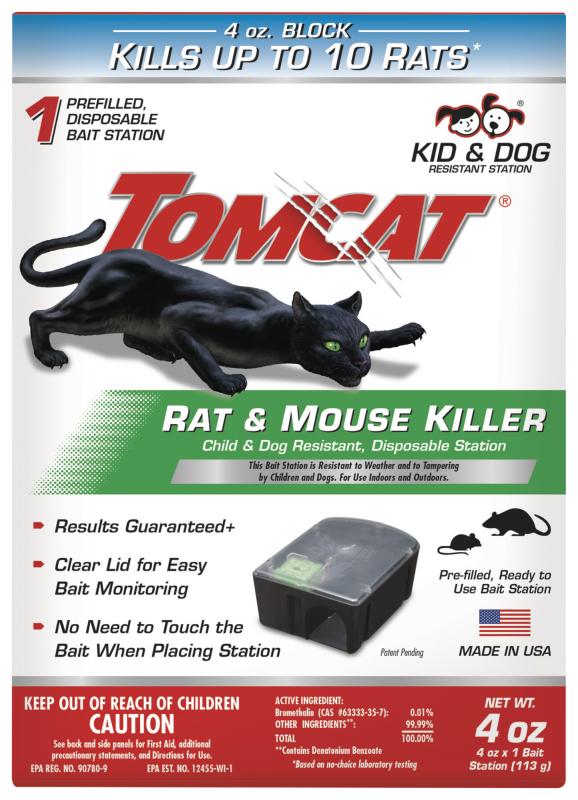 4 oz. BLOCK
KILLS UP TO 10 RATS*
1 PREFILLED,
DISPOSABLE
BAIT STATION
®
KID & DOG
RESISTANT STATION
TOMCAT®
RAT & MOUSE KILLER
Child & Dog Resistant, Disposable Station
This Bait Station is Resistant to Weather and to Tampering
by Children and Dogs. For Use Indoors and Outdoors.
Results Guaranteed+
Clear Lid for Easy
Bait Monitoring
No Need to Touch the
Bait When Placing Station
Patent Pending
Pre-filled, Ready to
Use Bait Station
MADE IN USA
KEEP OUT OF REACH OF CHILDREN
CAUTION
See back and side panels for First Aid, additional
precautionary statements, and Directions for Use.
EPA REG. NO. 90780-9 EPA EST. NO. 12455-WI-1
ACTIVE INGREDIENT:
Bromethalin (CAS #63333-35-7): 0.01%
OTHER INGREDIENTS**: 99.99%
TOTAL 100.00%
**Contains Denatonium Benzoate
*Based on no-choice laboratory testing
NET WT.
4 OZ
4 oz x 1 Bait
Station (113 g)